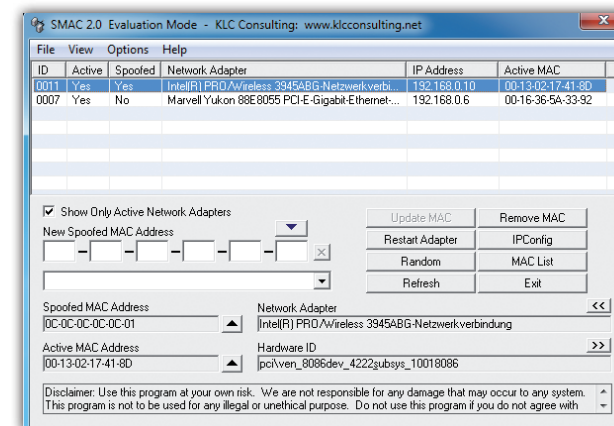 SMAC 2.0 Evaluation Mode - KLC Consulting: www.klcconsulting.net
File View Options Help
ID Active Spoofed Network Adapter IP Address Active MAC
0011 Yes Yes Intel(R) PRO/Wireless 3945ABG-Netzwerkverbi... 192.168.0.10 00-13-02-17-41-8D
0007 Yes No Marvell Yukon 88E8055 PCI-E-Gigabit-Ethernet-... 192.168.0.6 00-16-36-5A-33-92
Show Only Active Network Adapters
New Spoofed MAC Address
- - - - - X
Update MAC Remove MAC
Restart Adapter IPConfig
Random MAC List
Refresh Exit
Spoofed MAC Address Network Adapter <<
0C-0C-0C-0C-0C-01 Intel(R) PRO/Wireless 3945ABG-Netzwerkverbindung
Active MAC Address Hardware ID >>
00-13-02-17-41-8D pci\ven_8086dev_4222subsys_10018086
Disclaimer: Use this program at your own risk. We are not responsible for any damage that may occur to any system.
This program is not to be used for any illegal or unethical purpose. Do not use this program if you do not agree with